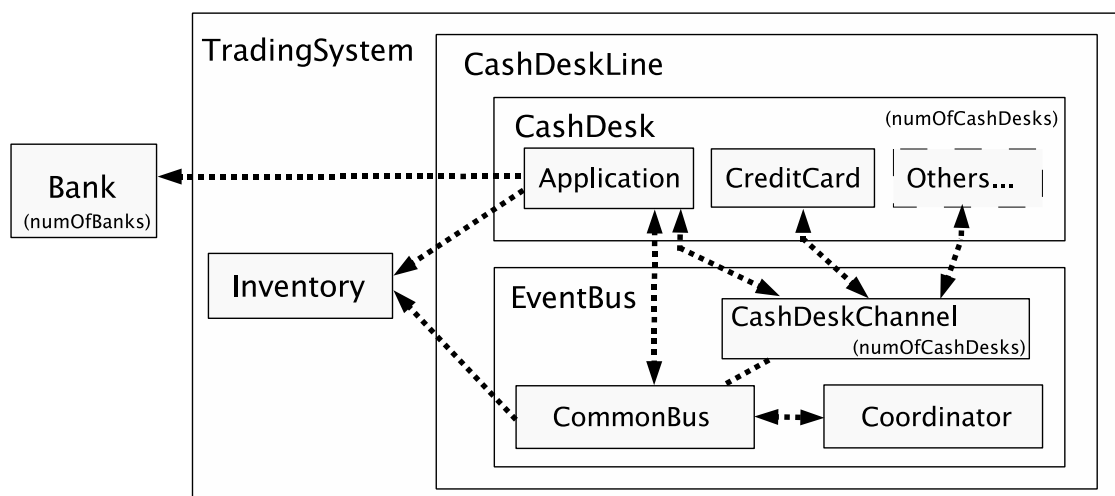 TradingSystem
CashDeskLine
CashDesk
(numOfCashDesks)
Application
CreditCard
Others...
Bank
(numOfBanks)
Inventory
EventBus
CashDeskChannel
(numOfCashDesks)
CommonBus
Coordinator